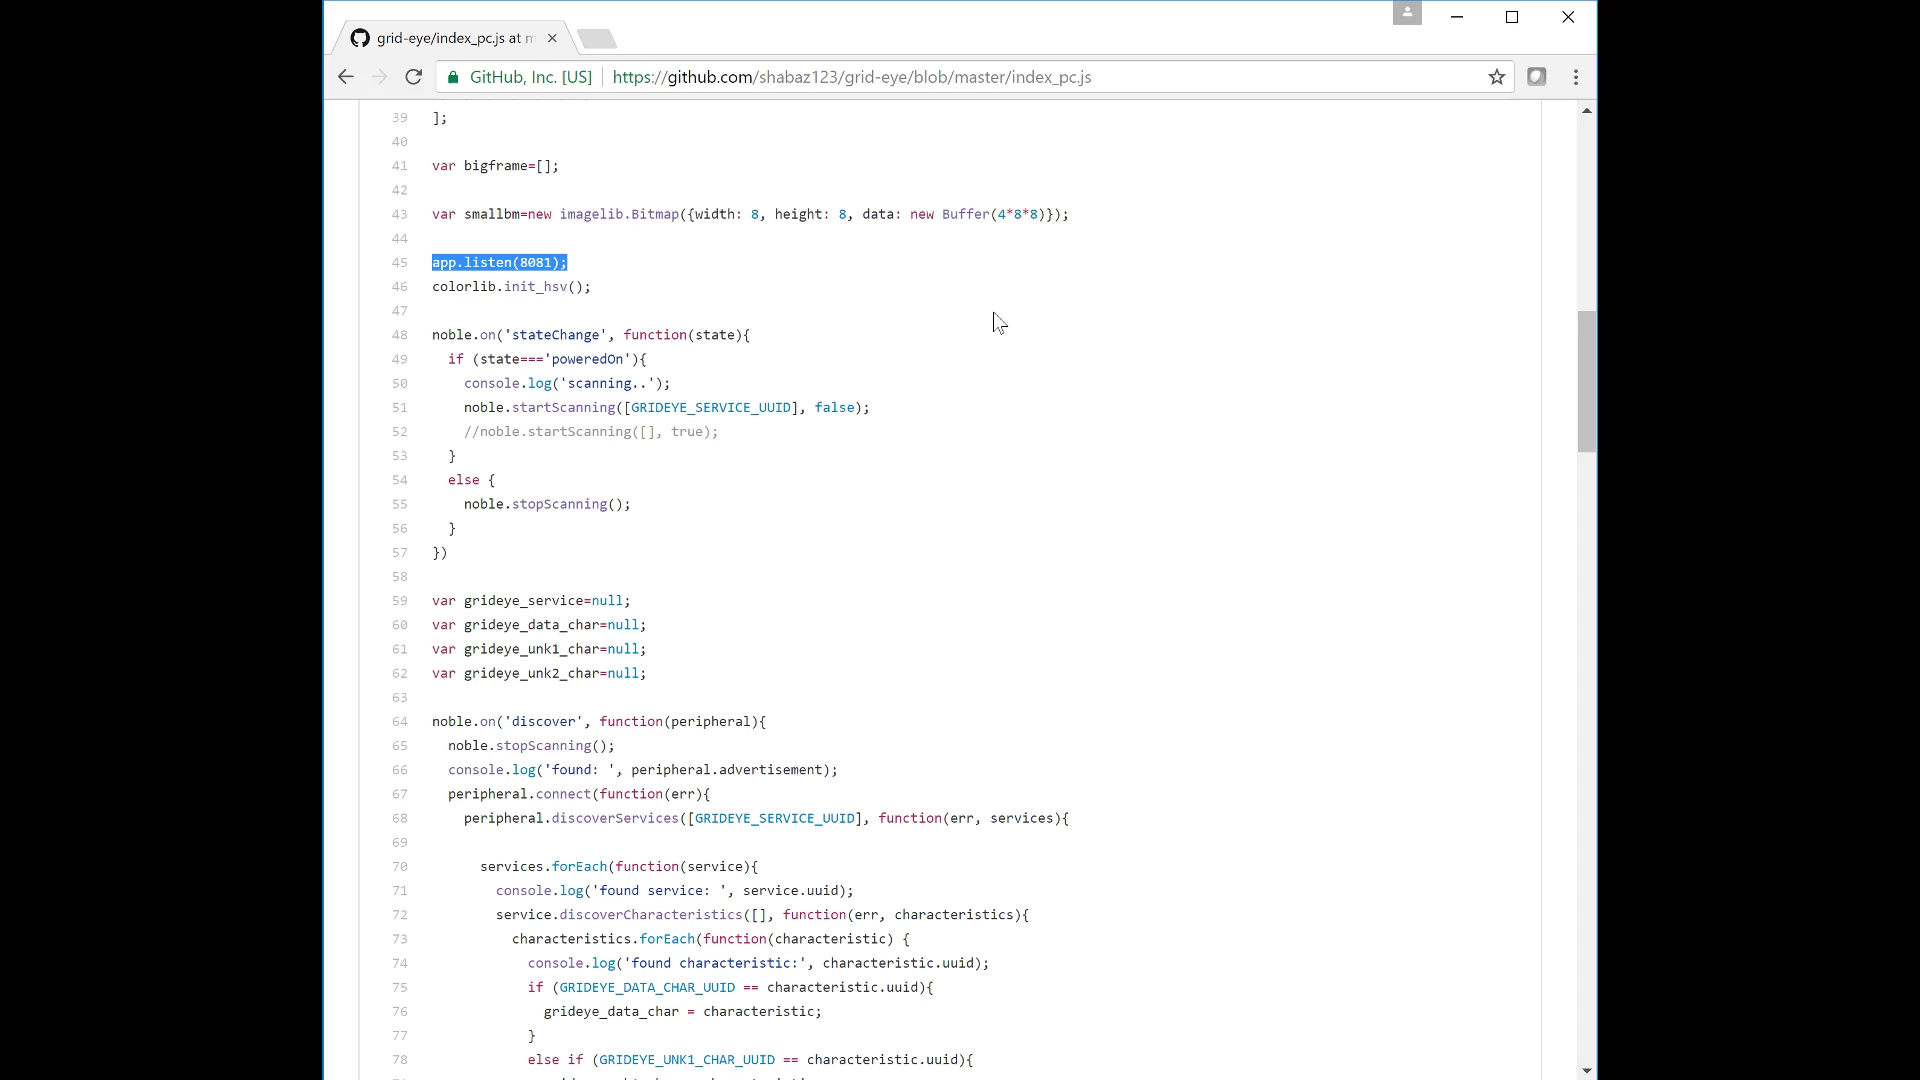 grid-eye/index_pc.js at m
GitHub, Inc. [US] https://github.com/shabaz123/grid-eye/blob/master/index_pc.js
39 ];
40
41 var bigframe=[];
42
43 var smallbm=new imagelib.Bitmap({width: 8, height: 8, data: new Buffer(4*8*8)});
44
45 app.listen(8081);
46 colorlib.init_hsv();
47
48 noble.on('stateChange', function(state){
49 if (state==='poweredOn'){
50 console.log('scanning..');
51 noble.startScanning([GRIDEYE_SERVICE_UUID], false);
52 //noble.startScanning([], true);
53 }
54 else {
55 noble.stopScanning();
56 }
57 })
58
59 var grideye_service=null;
60 var grideye_data_char=null;
61 var grideye_unk1_char=null;
62 var grideye_unk2_char=null;
63
64 noble.on('discover', function(peripheral){
65 noble.stopScanning();
66 console.log('found: ', peripheral.advertisement);
67 peripheral.connect(function(err){
68 peripheral.discoverServices([GRIDEYE_SERVICE_UUID], function(err, services){
69
70 services.forEach(function(service){
71 console.log('found service: ', service.uuid);
72 service.discoverCharacteristics([], function(err, characteristics){
73 characteristics.forEach(function(characteristic) {
74 console.log('found characteristic:', characteristic.uuid);
75 if (GRIDEYE_DATA_CHAR_UUID == characteristic.uuid){
76 grideye_data_char = characteristic;
77 }
78 else if (GRIDEYE_UNK1_CHAR_UUID == characteristic.uuid){